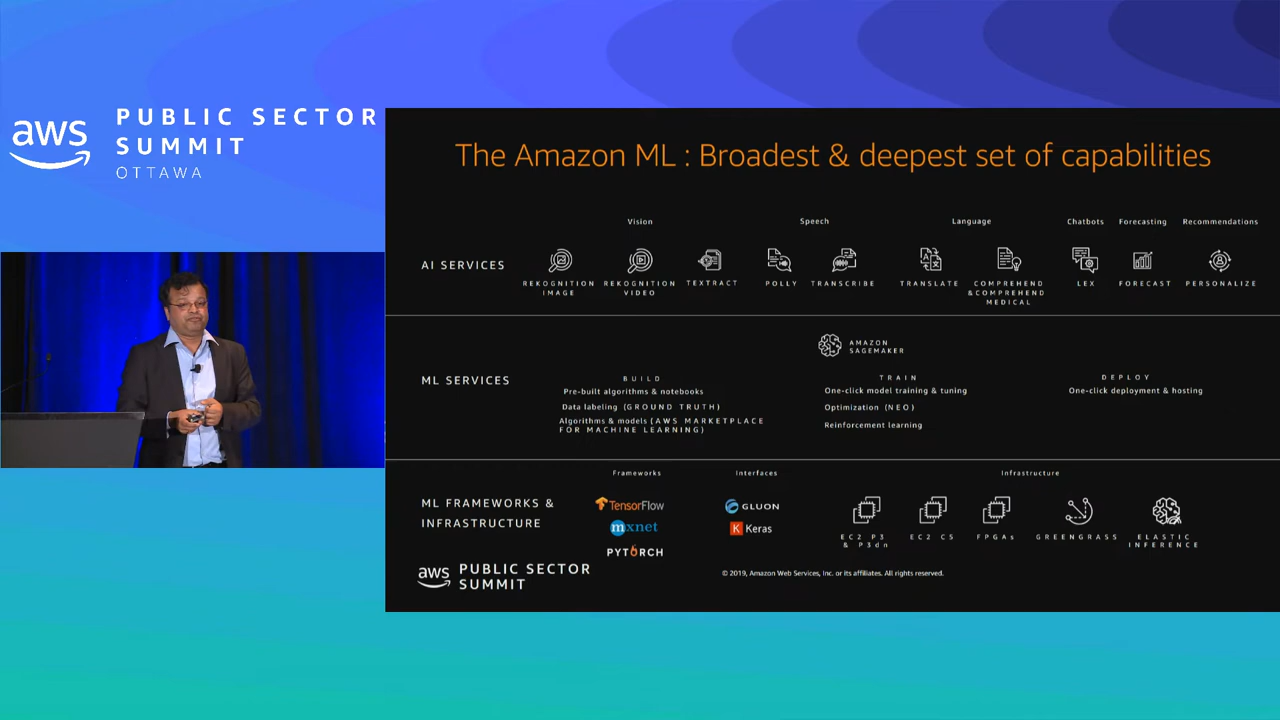 aws
PUBLIC SECTOR
SUMMIT
OTTAWA
The Amazon ML : Broadest & deepest set of capabilities
Vision
Speech
Language
Chatbots
Forecasting
Recommendations
AI SERVICES
REKOGNITION
IMAGE
REKOGNITION
VIDEO
TEXTRACT
POLLY
TRANSCRIBE
TRANSLATE
COMPREHEND
&COMPREHEND
MEDICAL
LEX
FORECAST
PERSONALIZE
AMAZON
SAGEMAKER
ML SERVICES
BUILD
Pre-built algorithms & notebooks
Data labeling (GROUND TRUTH)
Algorithms & models (AWS MARKETPLACE
FOR MACHINE LEARNING)
TRAIN
One-click model training & tuning
Optimization (NEO)
Reinforcement learning
DEPLOY
One-click deployment & hosting
Frameworks
Interfaces
Infrastructure
ML FRAMEWORKS &
INFRASTRUCTURE
TensorFlow
mxnet
PYTORCH
GLUON
K Keras
EC2 P3
& P3dn
EC2 C5
FPGAs
GREENGRASS
ELASTIC
INFERENCE
aws
PUBLIC SECTOR
SUMMIT
© 2019, Amazon Web Services, Inc. or its affiliates. All rights reserved.